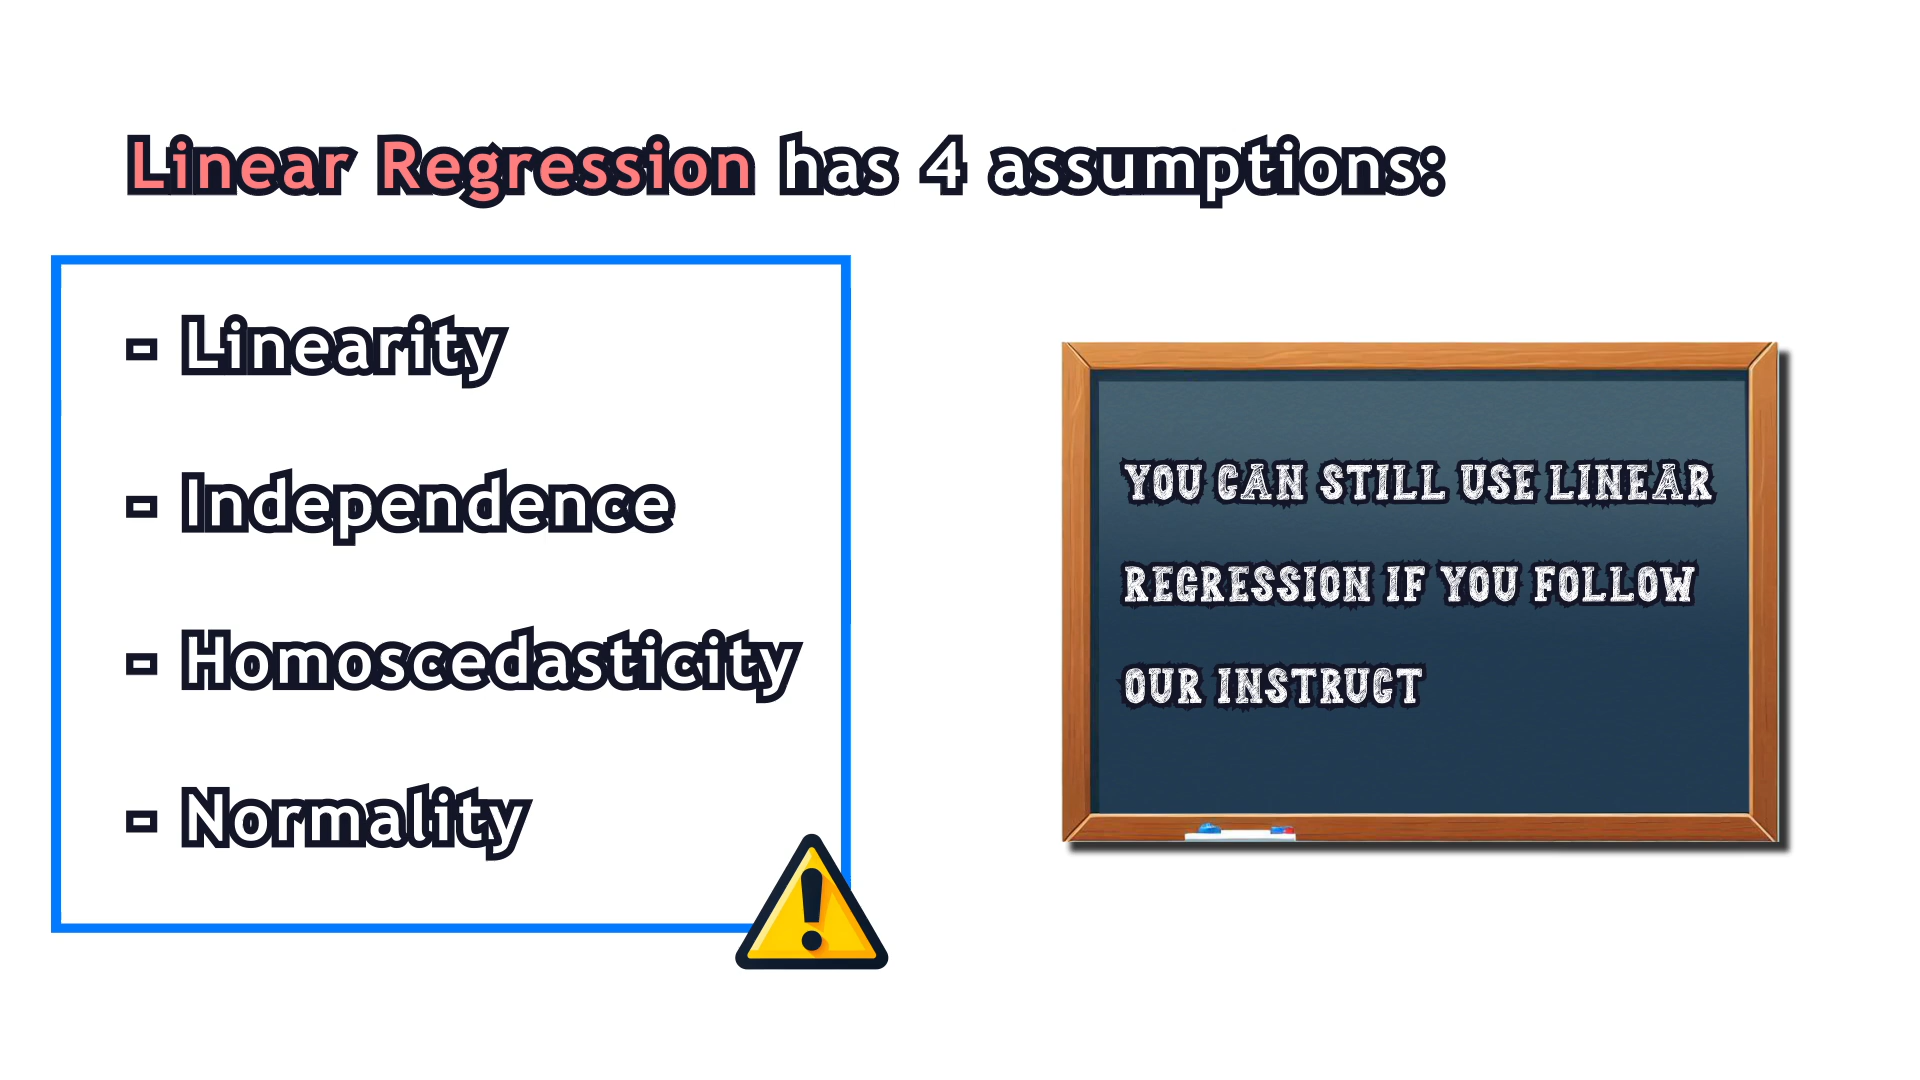 Linear Regression has 4 assumptions:
- Linearity
- Independence
- Homoscedasticity
- Normality
YOU CAN STILL USE LINEAR
REGRESSION IF YOU FOLLOW
OUR INSTRUCT